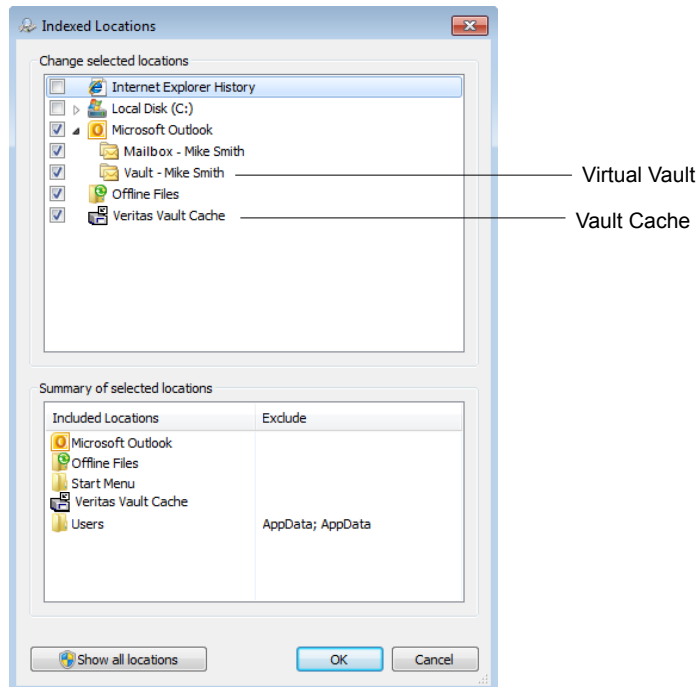 Indexed Locations
Change selected locations
Internet Explorer History
Local Disk (C:)
Microsoft Outlook
Mailbox - Mike Smith
Vault - Mike Smith
Virtual Vault
Offline Files
Veritas Vault Cache
Vault Cache
Summary of selected locations
Included Locations Exclude
Microsoft Outlook
Offline Files
Start Menu
Veritas Vault Cache
Users AppData; AppData
Show all locations OK Cancel